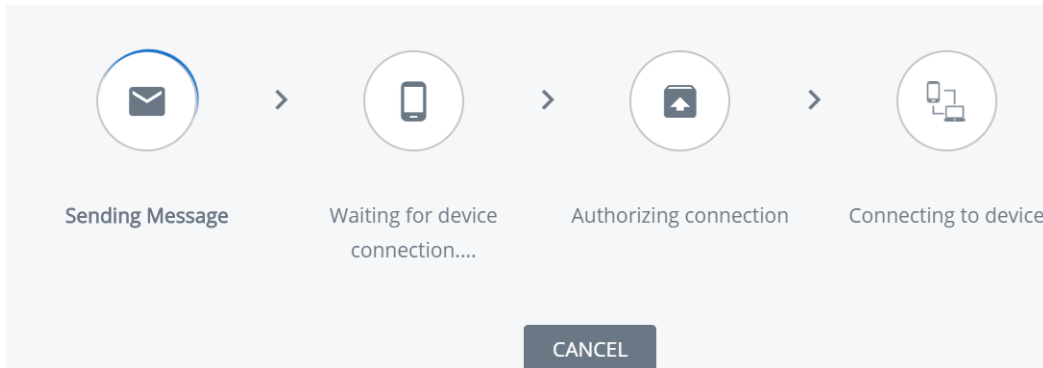 Sending Message
Waiting for device
connection....
Authorizing connection
Connecting to device
CANCEL